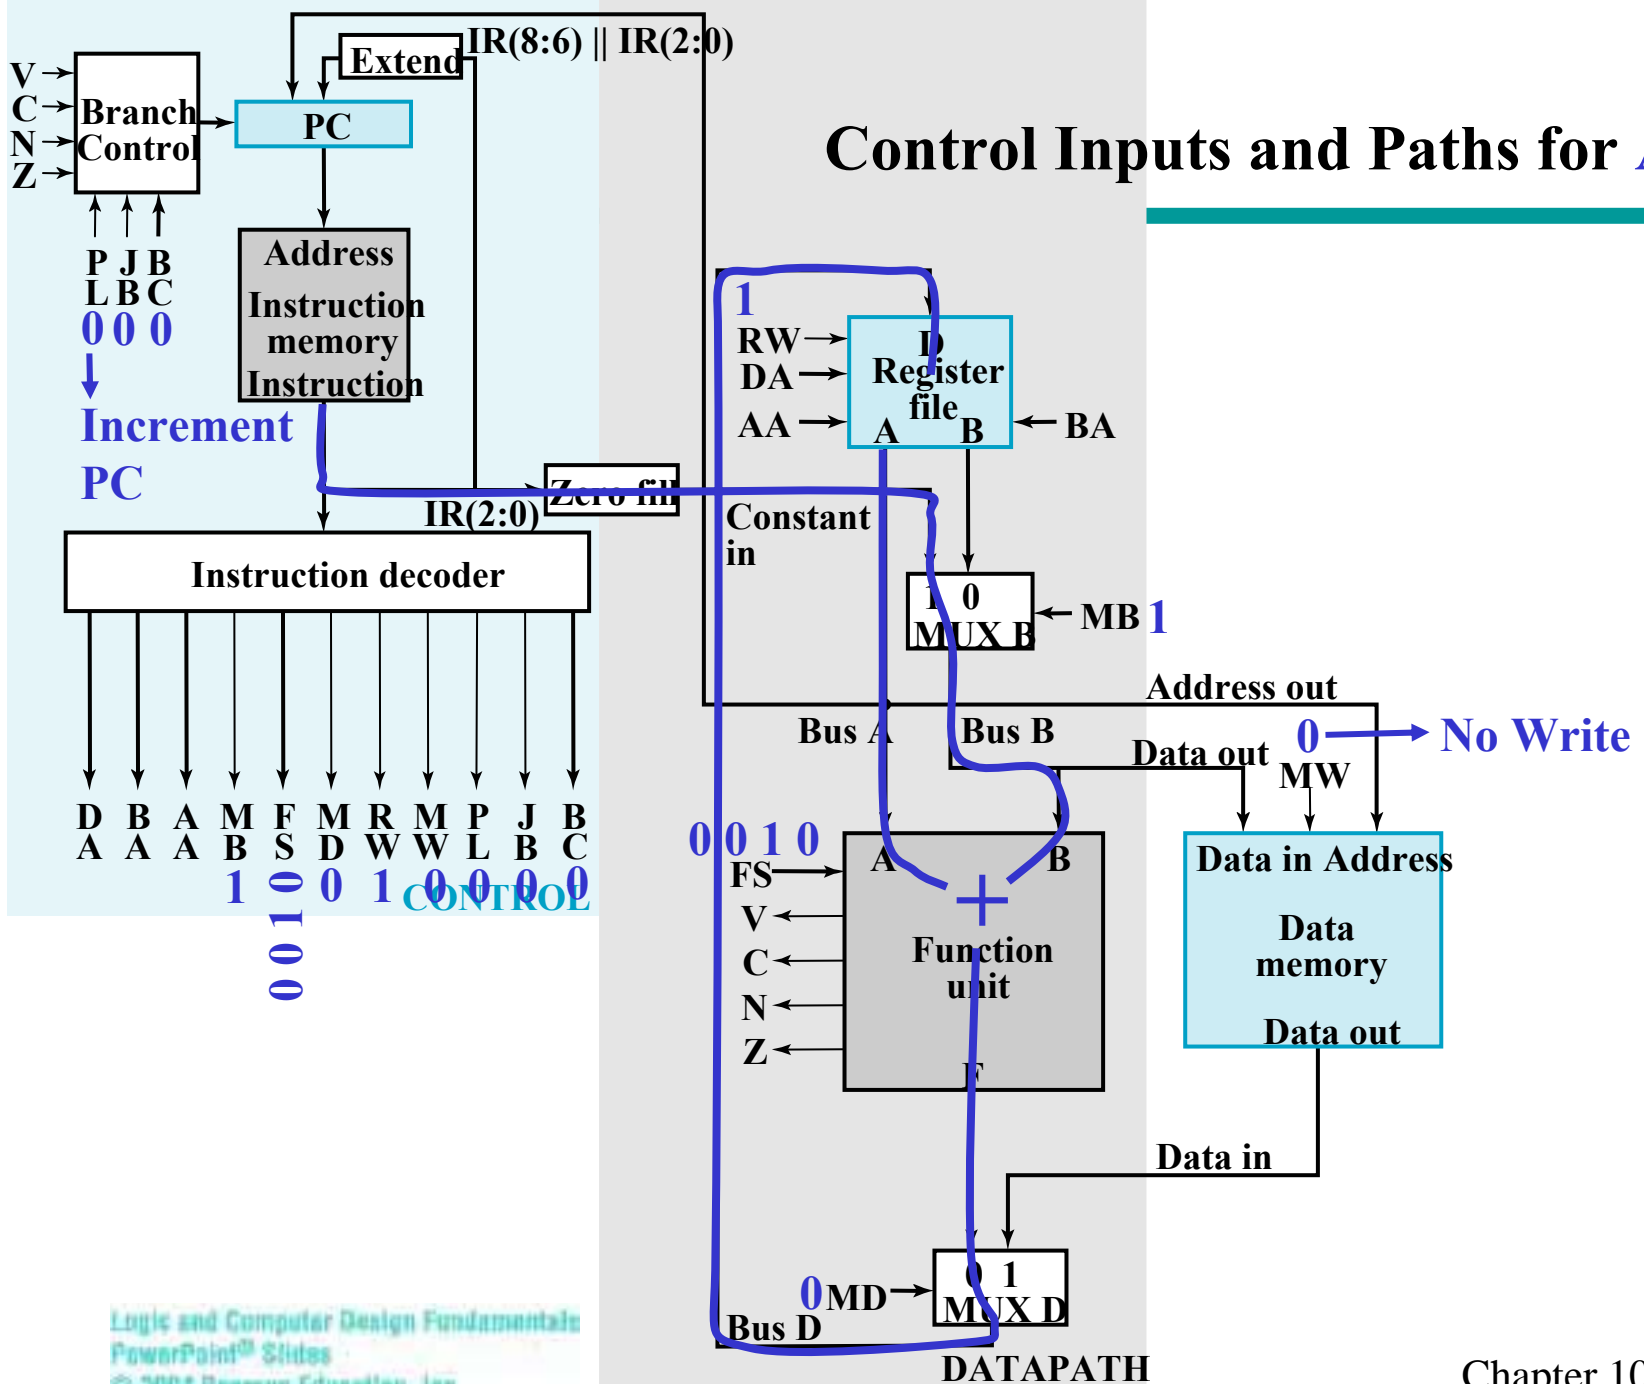 IR(8:6) || IR(2:0)
Extend
V
C
N
Z
Branch
Control
PC
Control Inputs and Paths for
P J B
L B C
0 0 0
Increment
PC
Address
Instruction
memory
Instruction
1
RW
DA
AA
D
Register
file
A B
BA
IR(2:0)
Zero fill
Constant
in
Instruction decoder
1 0
MUX B
MB 1
Address out
Bus A
Bus B
Data out
0
No Write
MW
D B A M F M R M P J B
A A A B S D W W L B C
1 0 0 1 0 0 1 0 0 0 0
CONTROL
0 0 1 0
FS
V
C
N
Z
A B
+
Function
unit
F
Data in Address
Data
memory
Data out
Data in
0 MD
0 1
MUX D
Bus D
DATAPATH
Logic and Computer Design Fundamentals
PowerPoint® Slides
© 2004 Pearson Education, Inc.
Chapter 10